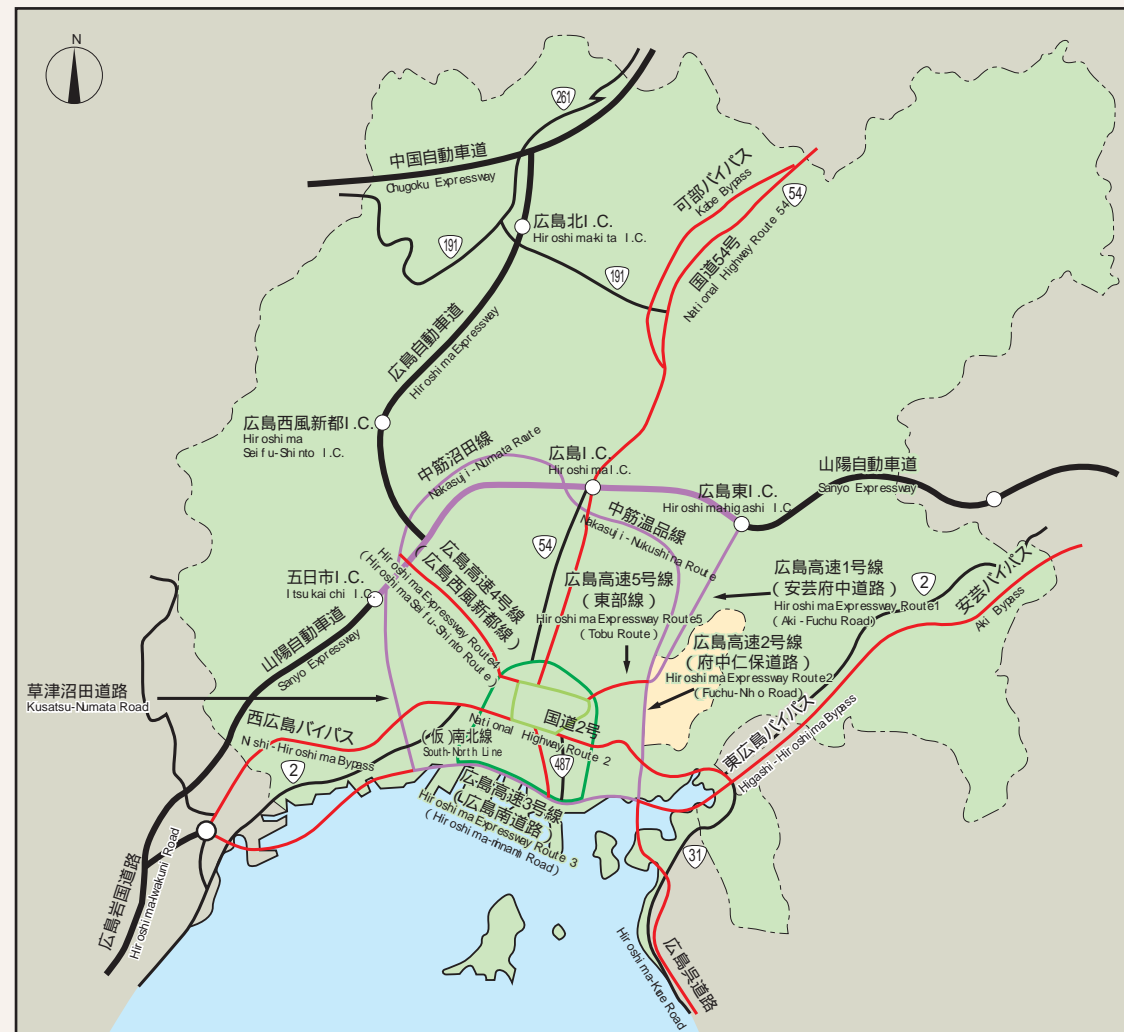 N
261
中国自動車道
Chugoku Expressway
可部バイパス
Kabe Bypass
54
国道54号
National Highway Route 54
広島北I.C.
Hiroshima-kita I.C.
191
191
広島自動車道
Hiroshima Expressway
広島西風新都I.C.
Hiroshima
Seifu-Shinto I.C.
中筋沼田線
Nakasuji-Numata Route
広島I.C.
Hiroshima I.C.
山陽自動車道
Sanyo Expressway
広島東I.C.
Hiroshima-higashi I.C.
中筋温品線
Nakasuji-Nukushina Route
54
広島高速4号線
(広島西風新都線)
Hiroshima Expressway Route4
(Hiroshima Seifu-Shinto Route)
広島高速5号線
(東部線)
Hiroshima Expressway Route5
(Tobu Route)
広島高速1号線
(安芸府中道路)
Hiroshima Expressway Route1
(Aki-Fuchu Road)
2
安芸バイパス
Aki Bypass
五日市I.C.
Itsukaichi I.C.
山陽自動車道
Sanyo Expressway
広島高速2号線
(府中仁保道路)
Hiroshima Expressway Route2
(Fuchu-Niho Road)
草津沼田道路
Kusatsu-Numata Road
西広島バイパス
Nishi-Hiroshima Bypass
2
(仮)南北線
South-North Line
国道2号
National Highway Route 2
487
東広島バイパス
(Higashi-Hiroshima Bypass)
広島高速3号線
(広島南道路)
Hiroshima Expressway Route 3
(Hiroshima-minami Road)
31
広島岩国道路
Hiroshima-Iwakuni Road
広島呉道路
Hiroshima-Kure Road